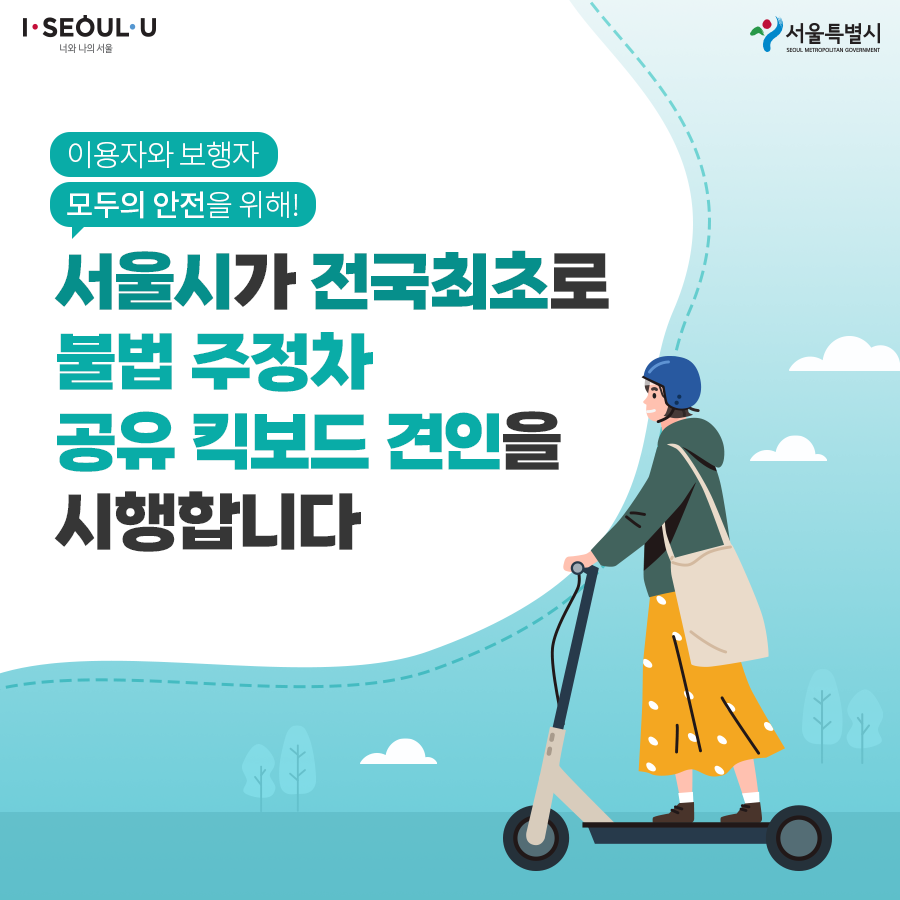 I·SEOUL·U
너와 나의 서울
서울특별시
SEOUL METROPOLITAN GOVERNMENT
이용자와 보행자
모두의 안전을 위해!
서울시가 전국최초로
불법 주정차
공유 킥보드 견인을
시행합니다